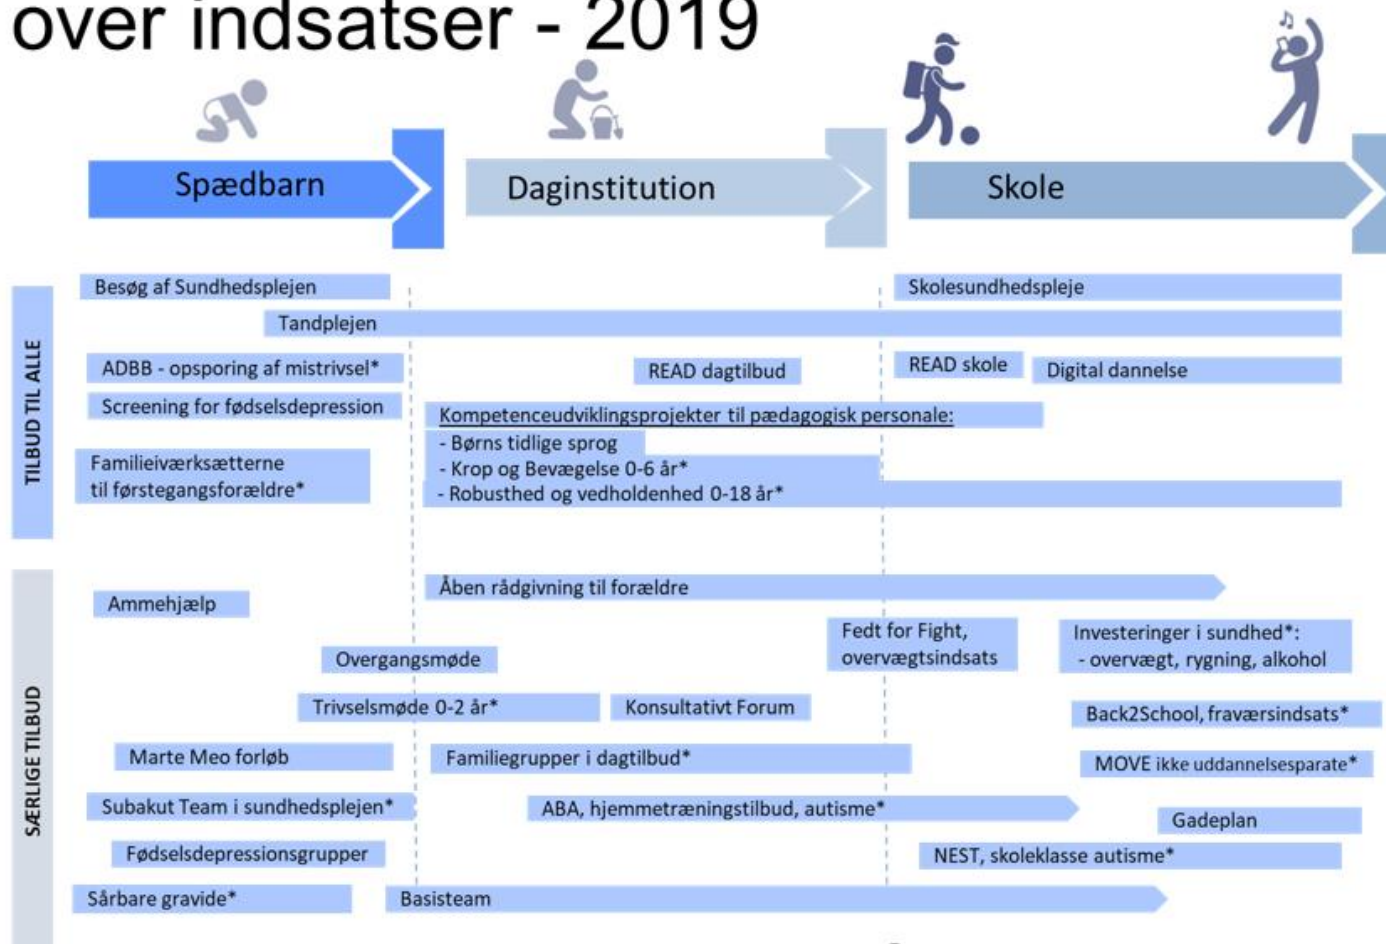 over indsatser - 2019
Spædbarn
Daginstitution
Skole
TILBUD TIL ALLE
Besøg af Sundhedsplejen
Skolesundhedspleje
Tandplejen
ADBB - opsporing af mistrivsel*
READ dagtilbud
READ skole
Digital dannelse
Screening for fødselsdepression
Kompetenceudviklingsprojekter til pædagogisk personale:
- Børns tidlige sprog
- Krop og Bevægelse 0-6 år*
- Robusthed og vedholdenhed 0-18 år*
Familieiværksætterne
til førstegangsforældre*
SÆRLIGE TILBUD
Åben rådgivning til forældre
Ammehjælp
Fedt for Fight,
overvægtsindsats
Investeringer i sundhed*:
- overvægt, rygning, alkohol
Overgangsmøde
Trivselsmøde 0-2 år*
Konsultativt Forum
Back2School, fraværsindsats*
Marte Meo forløb
Familiegrupper i dagtilbud*
MOVE ikke uddannelsesparate*
Subakut Team i sundhedsplejen*
ABA, hjemmetræningstilbud, autisme*
Gadeplan
Fødselsdepressionsgrupper
NEST, skoleklasse autisme*
Sårbare gravide*
Basisteam